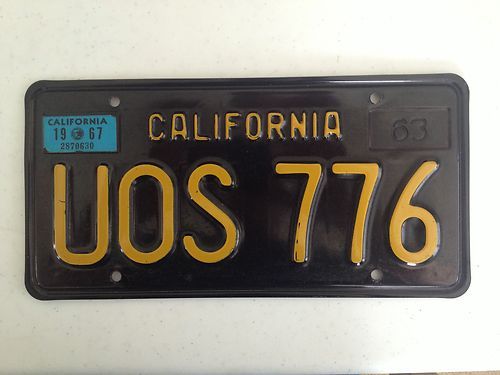 CALIFORNIA
19 67
2870630
CALIFORNIA
63
UOS 776